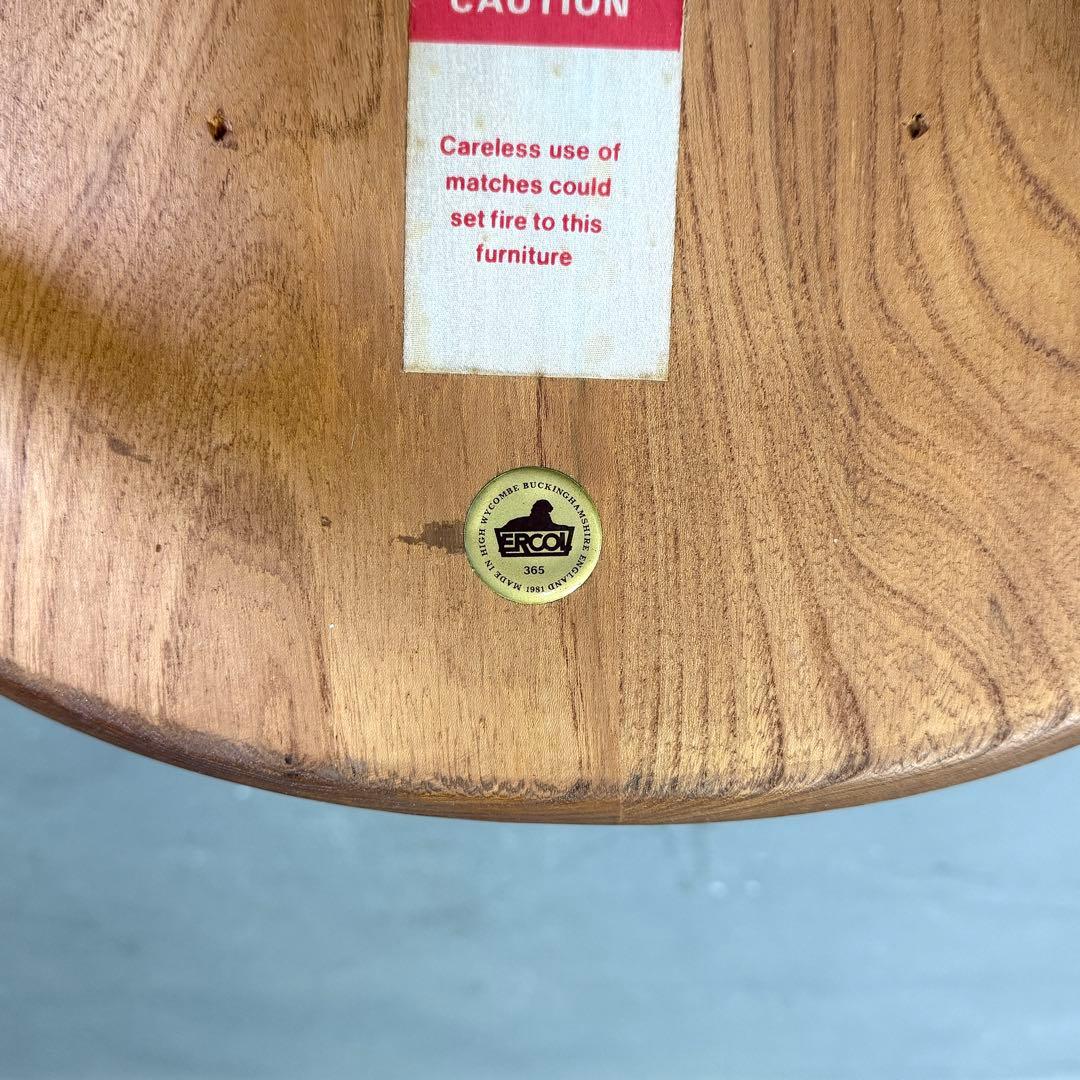 CAUTION
Careless use of
matches could
set fire to this
furniture
MADE IN HIGH WYCOMBE BUCKINGHAMSHIRE ENGLAND
ERCOL
365
1981